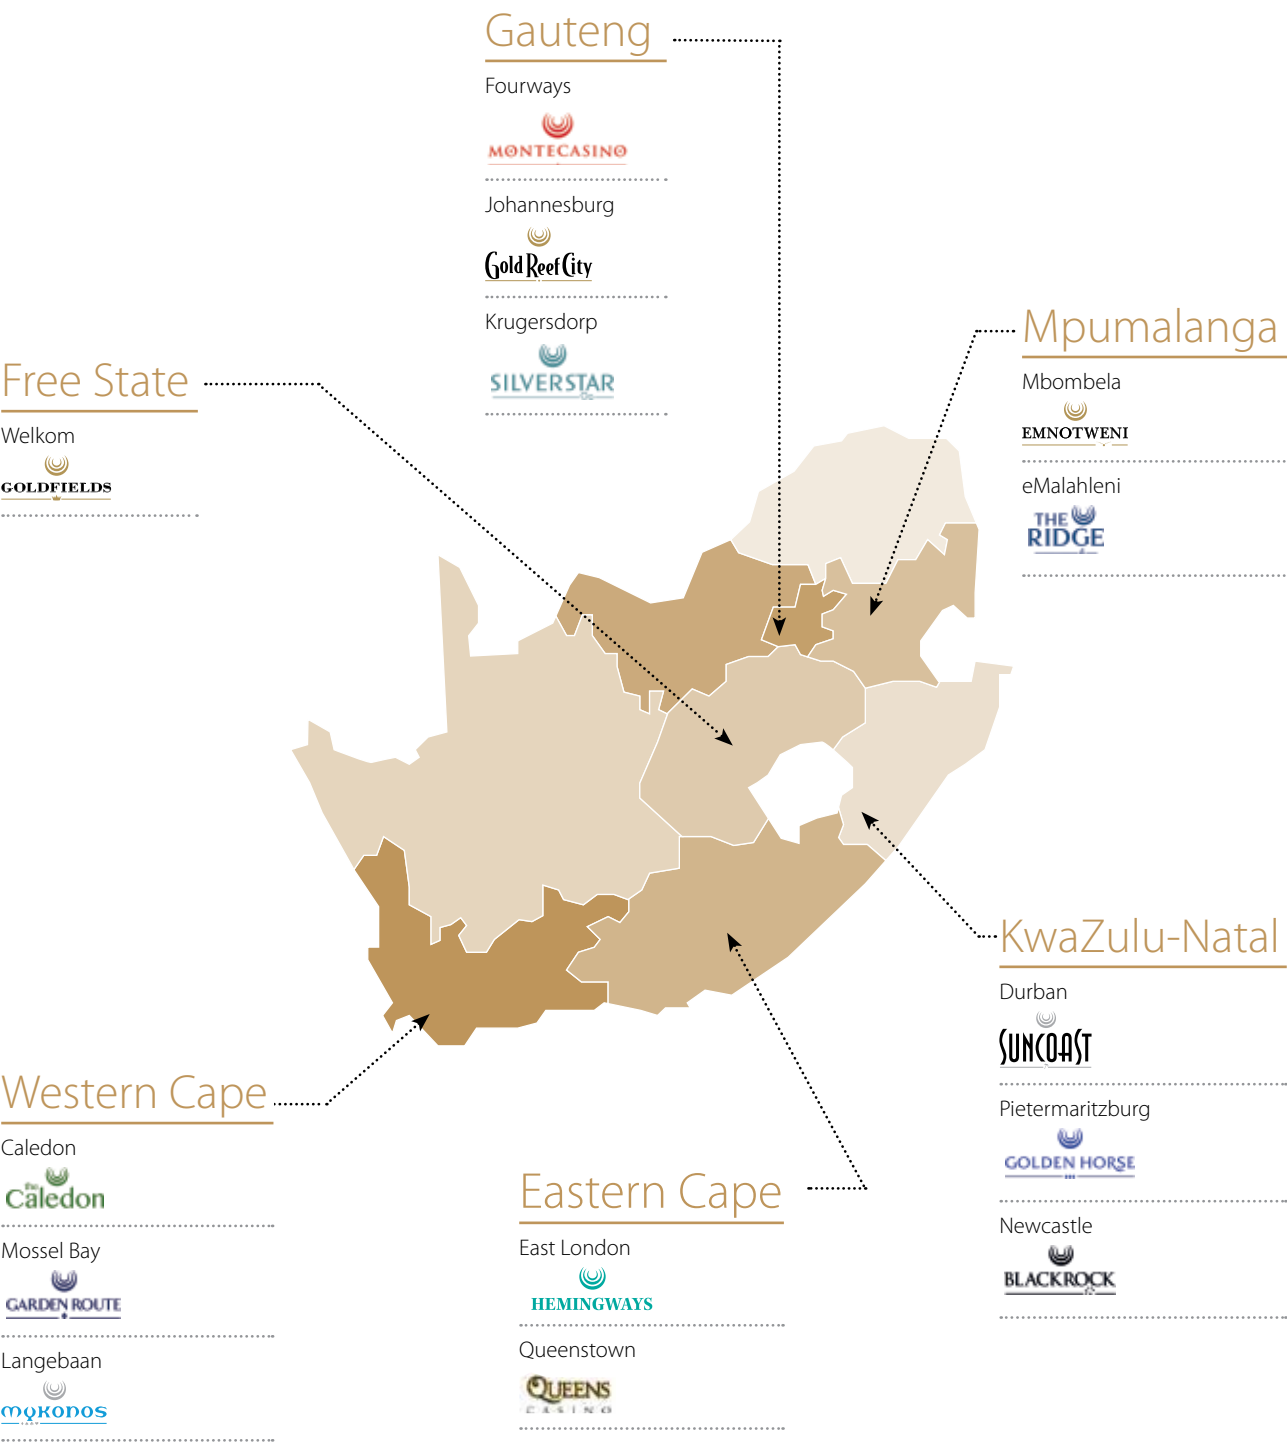 Gauteng
Fourways
MONTECASINO
Johannesburg
Gold Reef City
Krugersdorp
SILVERSTAR
Mpumalanga
Mbombela
EMNOTWENI
eMalahleni
THE
RIDGE
Free State
Welkom
GOLDFIELDS
KwaZulu-Natal
Durban
SUNCOAST
Pietermaritzburg
GOLDEN HORSE
Newcastle
BLACKROCK
Western Cape
Caledon
the
Caledon
Mossel Bay
GARDEN ROUTE
Langebaan
mykonos
Eastern Cape
East London
HEMINGWAYS
Queenstown
QUEENS
CASINO